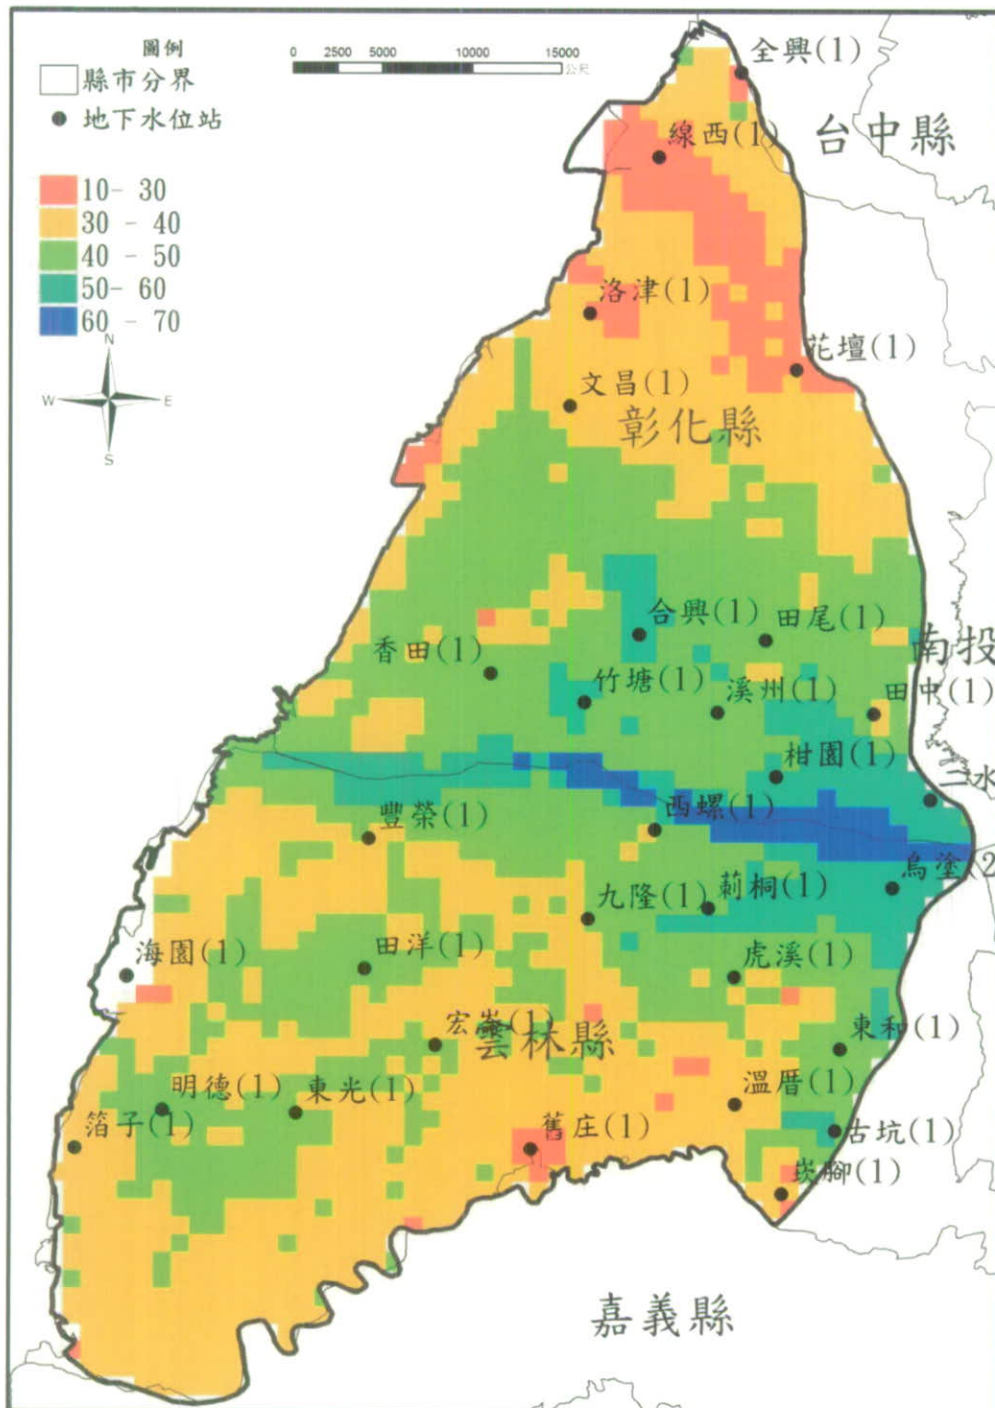 圖例
縣市分界
地下水位站
10- 30
30 - 40
40 - 50
50- 60
60 - 70
0 2500 5000 10000 15000
公尺
N
W E
S
全興(1)
台中縣
線西(1)
洛津(1)
花壇(1)
文昌(1)
彰化縣
合興(1)
田尾(1)
南投
香田(1)
竹塘(1)
溪州(1)
田中(1)
柑園(1)
二水
豐榮(1)
西螺(1)
烏塗(2
九隆(1)
莿桐(1)
海園(1)
田洋(1)
虎溪(1)
宏崙(1)
雲林縣
東和(1)
明德(1)
東光(1)
溫厝(1)
箔子(1)
舊庄(1)
古坑(1)
崁腳(1)
嘉義縣